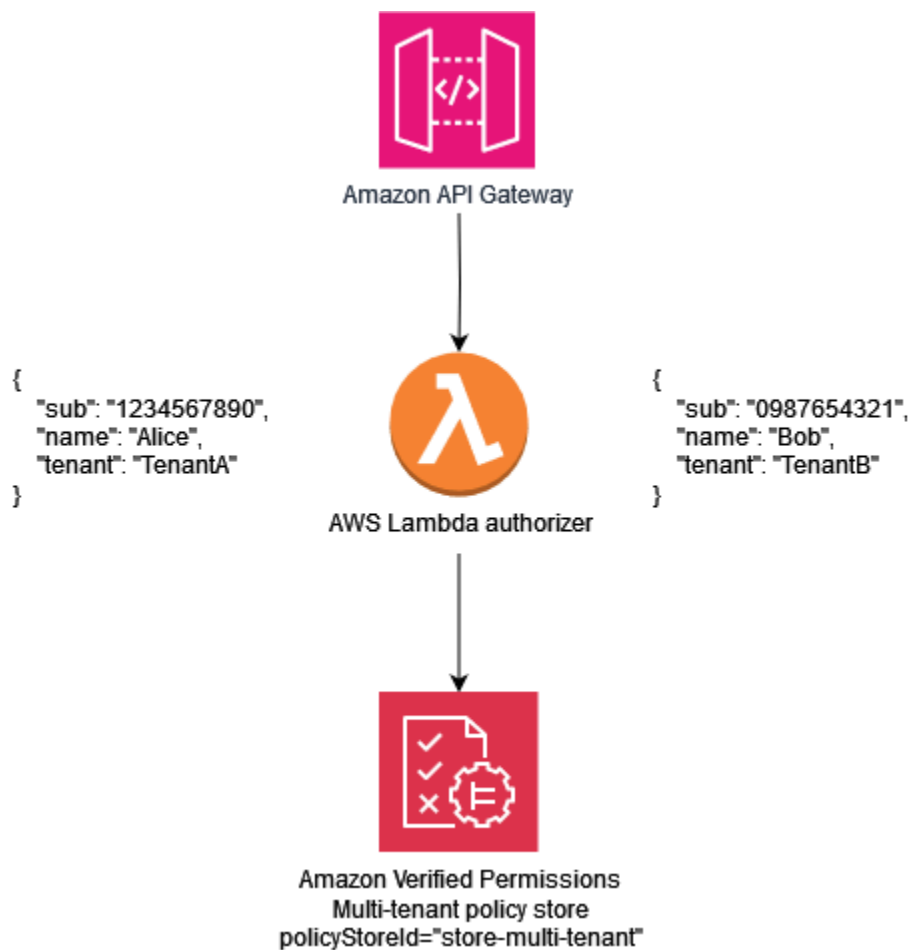 </>
Amazon API Gateway
{
"sub": "1234567890",
"name": "Alice",
"tenant": "TenantA"
}
{
"sub": "0987654321",
"name": "Bob",
"tenant": "TenantB"
}
λ
AWS Lambda authorizer
Amazon Verified Permissions
Multi-tenant policy store
policyStoreId="store-multi-tenant"